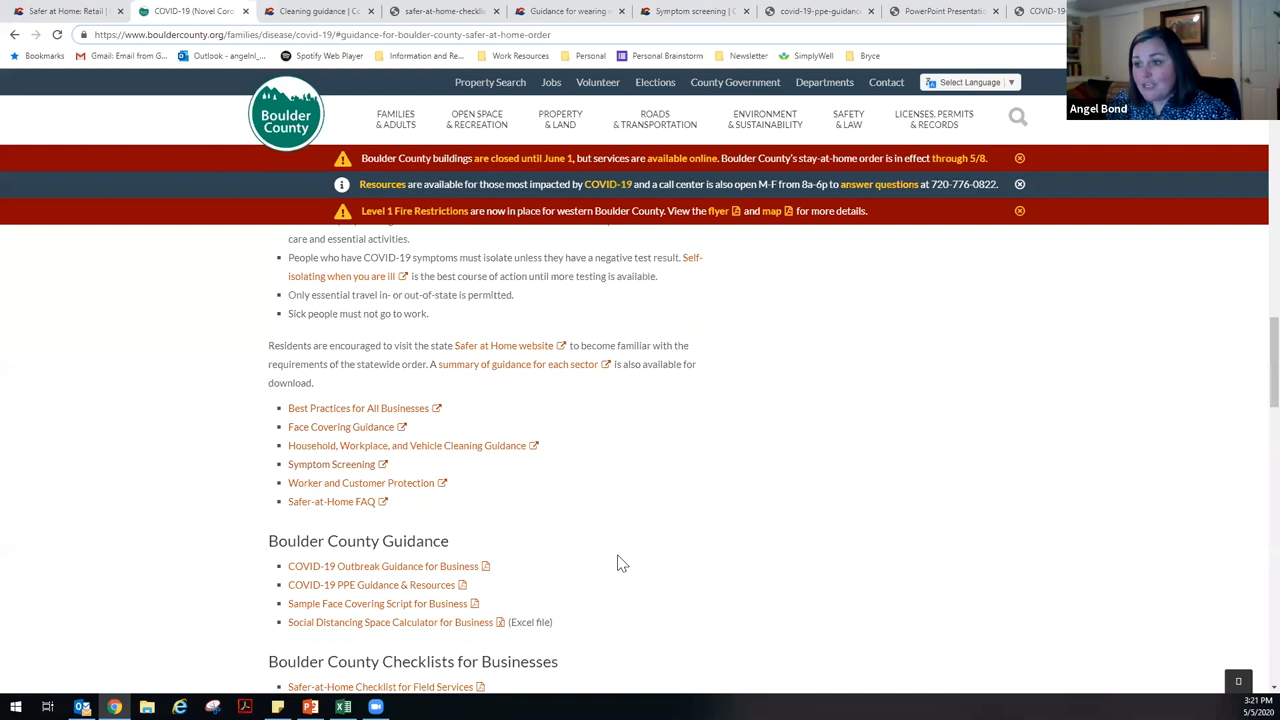 Safer at Home: Retail |
COVID-19 (Novel Coro
Cleaning guidance | Co
safer-at-home-checkli
Guidance for wearing m
Symptom screening | C
covid-19-ppe-guidance
PowerPoint Presentatio
COVID-19
https://www.bouldercounty.org/families/disease/covid-19/#guidance-for-boulder-county-safer-at-home-order
Bookmarks Gmail: Email from G... Outlook - angelnl_... Spotify Web Player Information and Re... Work Resources Personal Personal Brainstorm Newsletter SimplyWell Bryce
Angel Bond
Property Search Jobs Volunteer Elections County Government Departments Contact Select Language ▼
Boulder
County
FAMILIES
& ADULTS
OPEN SPACE
& RECREATION
PROPERTY
& LAND
ROADS
& TRANSPORTATION
ENVIRONMENT
& SUSTAINABILITY
SAFETY
& LAW
LICENSES, PERMITS
& RECORDS
Boulder County buildings are closed until June 1, but services are available online. Boulder County's stay-at-home order is in effect through 5/8.
Resources are available for those most impacted by COVID-19 and a call center is also open M-F from 8a-6p to answer questions at 720-776-0822.
Level 1 Fire Restrictions are now in place for western Boulder County. View the flyer and map for more details.
care and essential activities.
People who have COVID-19 symptoms must isolate unless they have a negative test result. Self-
isolating when you are ill is the best course of action until more testing is available.
Only essential travel in- or out-of-state is permitted.
Sick people must not go to work.
Residents are encouraged to visit the state Safer at Home website to become familiar with the
requirements of the statewide order. A summary of guidance for each sector is also available for
download.
Best Practices for All Businesses
Face Covering Guidance
Household, Workplace, and Vehicle Cleaning Guidance
Symptom Screening
Worker and Customer Protection
Safer-at-Home FAQ
Boulder County Guidance
COVID-19 Outbreak Guidance for Business
COVID-19 PPE Guidance & Resources
Sample Face Covering Script for Business
Social Distancing Space Calculator for Business (Excel file)
Boulder County Checklists for Businesses
Safer-at-Home Checklist for Field Services
3:21 PM
5/5/2020